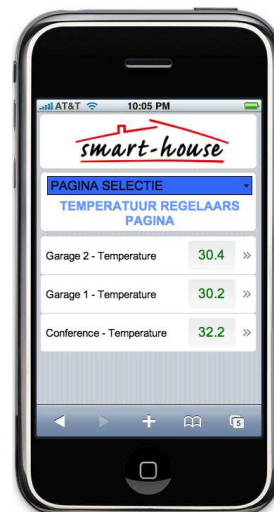 AT&T 10:05 PM
smart-house
PAGINA SELECTIE
TEMPERATUUR REGELAARS
PAGINA
Garage 2 - Temperature 30.4 »
Garage 1 - Temperature 30.2 »
Conference - Temperature 32.2 »
5